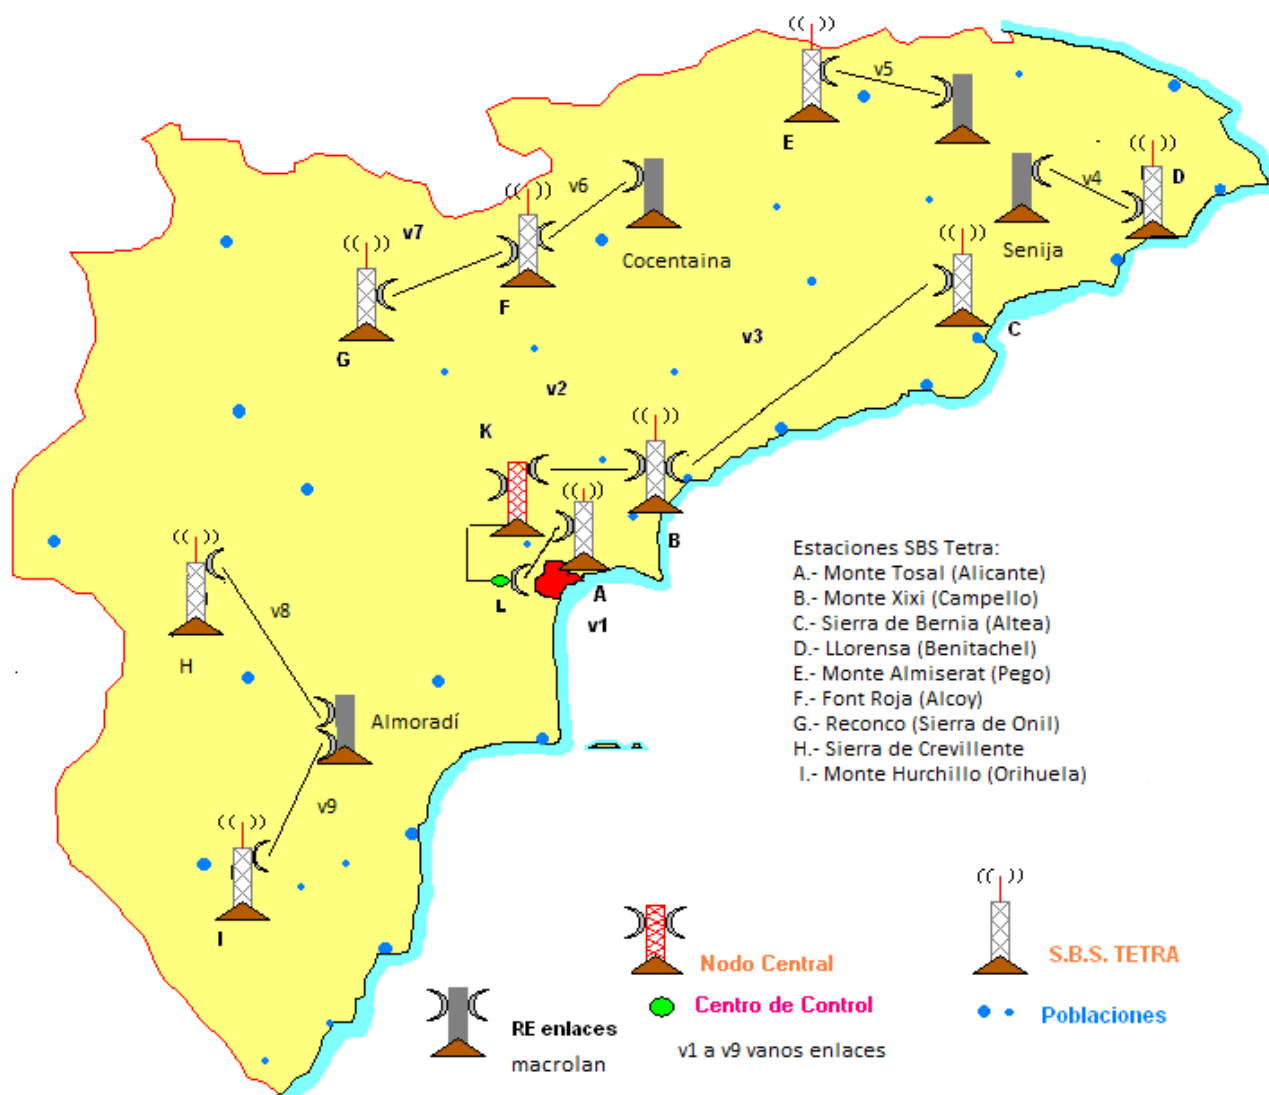 v5
E
v4
D
v6
v7
Cocentaina
Senija
F
G
C
v3
v2
K
B
L
A
v1
Estaciones SBS Tetra:
A.- Monte Tosal (Alicante)
B.- Monte Xixi (Campello)
C.- Sierra de Bernia (Altea)
D.- LLorensa (Benitachel)
E.- Monte Almiserat (Pego)
F.- Font Roja (Alcoy)
G.- Reconco (Sierra de Onil)
H.- Sierra de Crevillente
I.- Monte Hurchillo (Orihuela)
v8
H
Almoradí
v9
I
Nodo Central
S.B.S. TETRA
Centro de Control
Poblaciones
RE enlaces
macrolan
v1 a v9 vanos enlaces